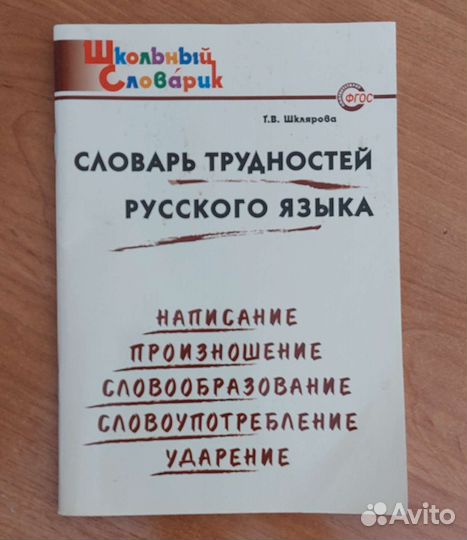 Школьный
Словарик
ФГОС
Т.В. Шклярова
СЛОВАРЬ ТРУДНОСТЕЙ
РУССКОГО ЯЗЫКА
НАПИСАНИЕ
ПРОИЗНОШЕНИЕ
СЛОВООБРАЗОВАНИЕ
СЛОВОУПОТРЕБЛЕНИЕ
УДАРЕНИЕ
Avito